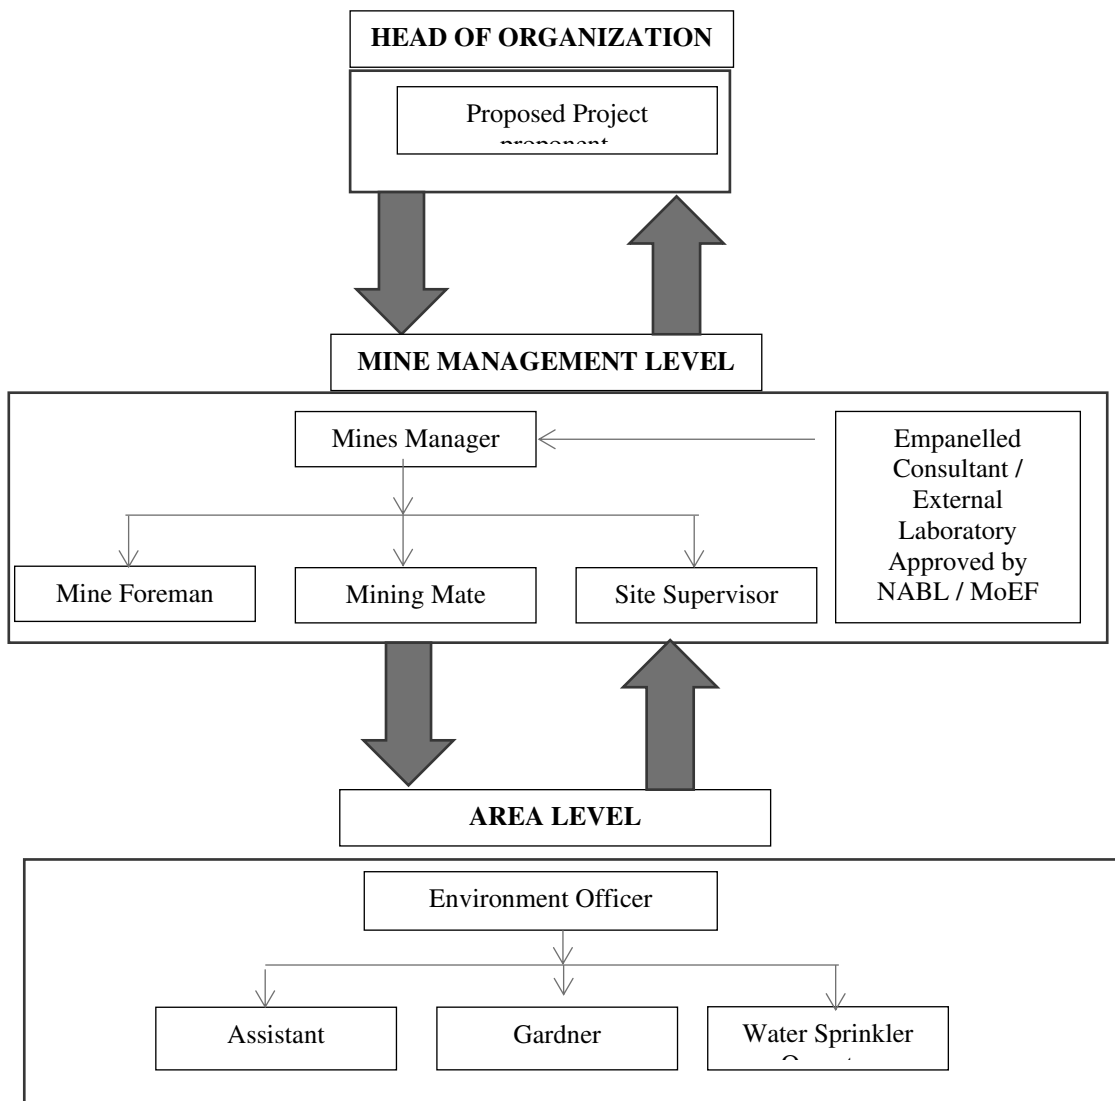 HEAD OF ORGANIZATION
Proposed Project
proponent
MINE MANAGEMENT LEVEL
Mines Manager
Empanelled
Consultant /
External
Laboratory
Approved by
NABL / MoEF
Mine Foreman
Mining Mate
Site Supervisor
AREA LEVEL
Environment Officer
Assistant
Gardner
Water Sprinkler